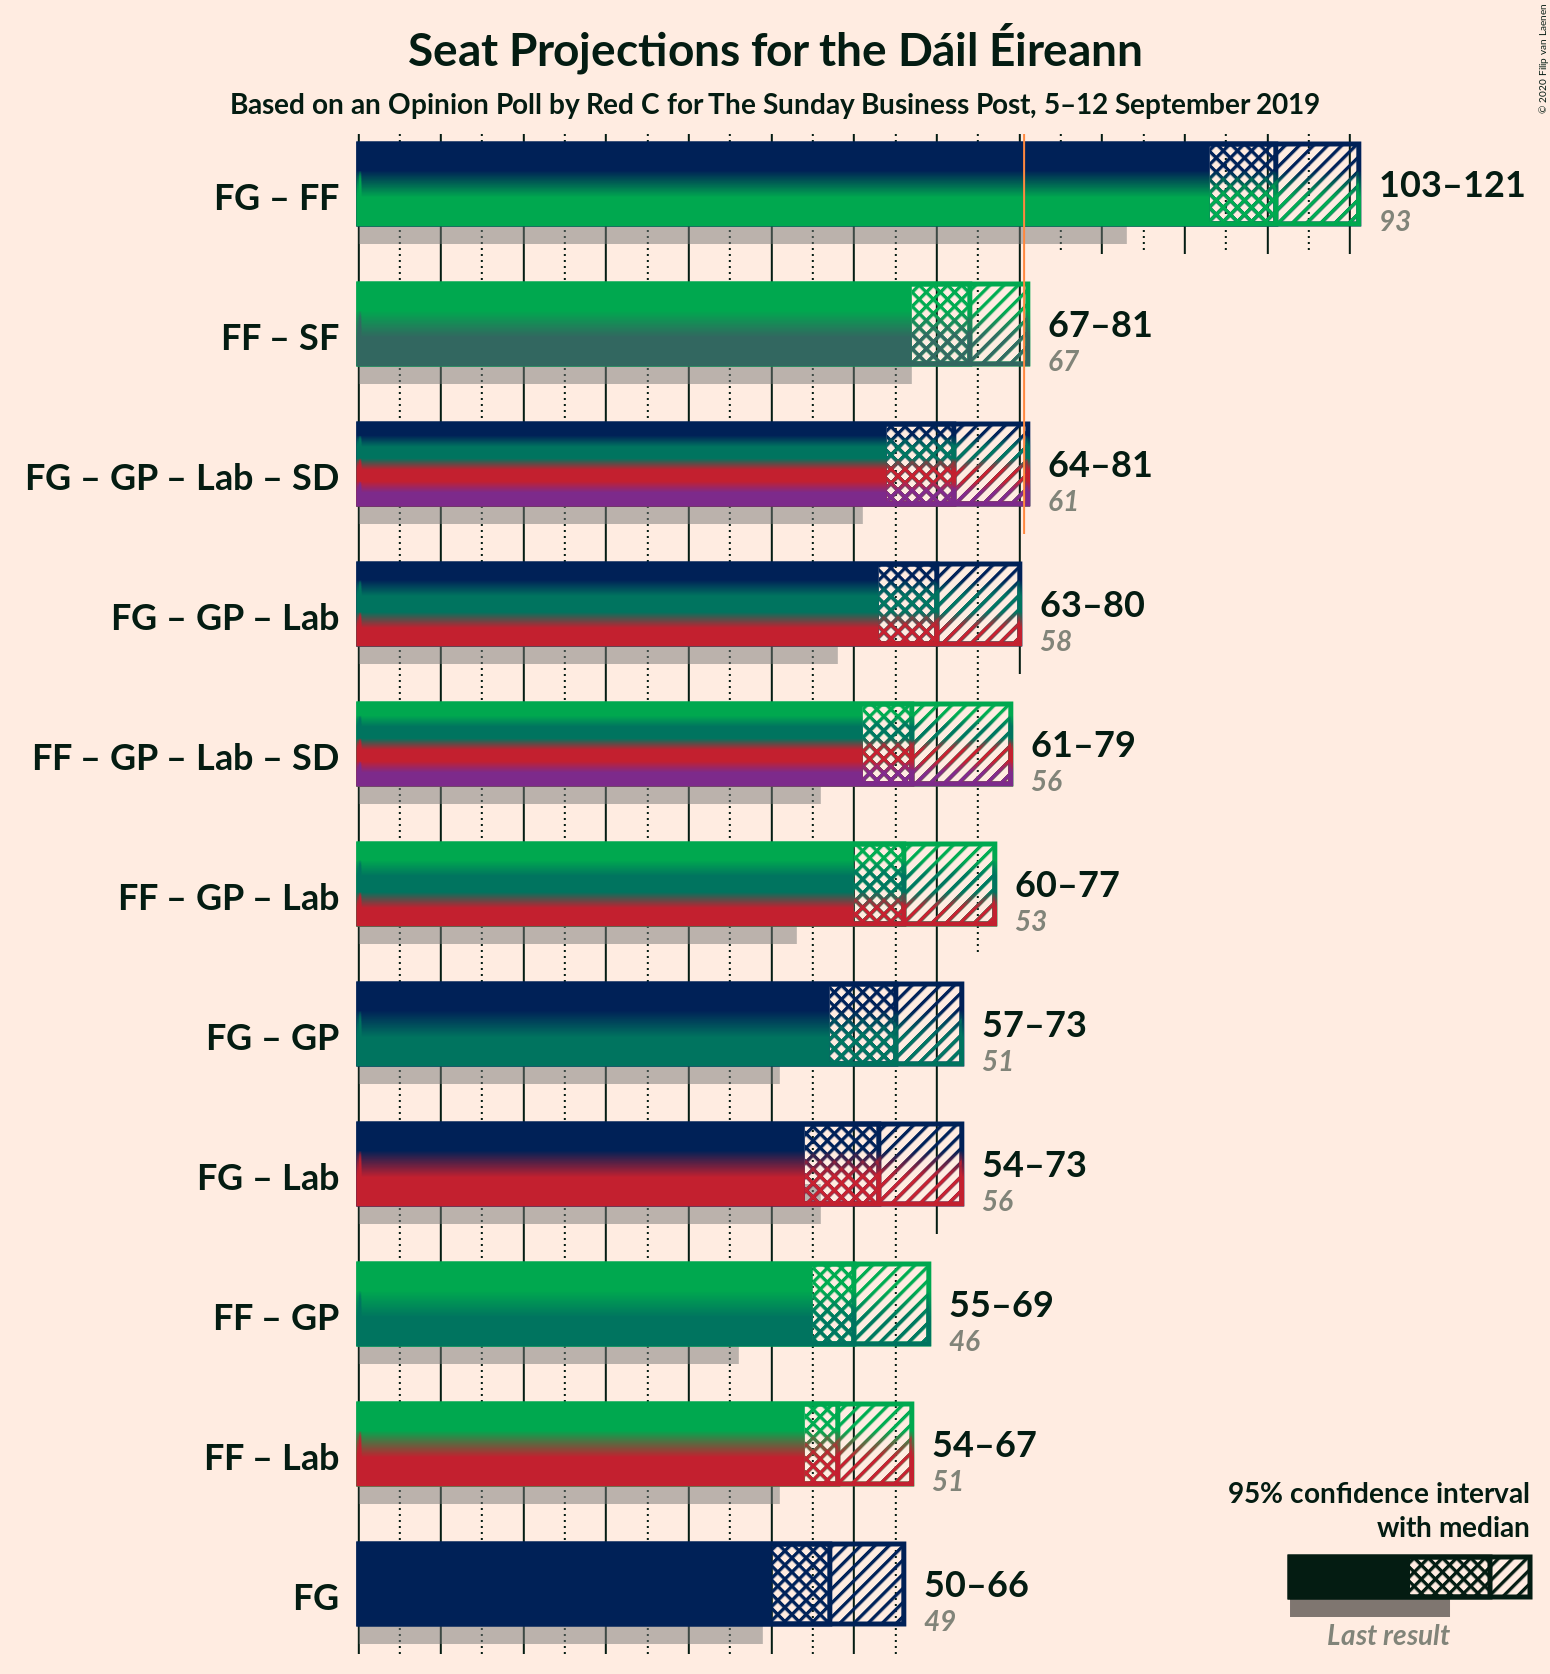 Seat Projections for the Dáil Éireann
Based on an Opinion Poll by Red C for The Sunday Business Post, 5–12 September 2019
© 2020 Filip van Laenen
FG – FF
103–121
93
FF – SF
67–81
67
FG – GP – Lab – SD
64–81
61
FG – GP – Lab
63–80
58
FF – GP – Lab – SD
61–79
56
FF – GP – Lab
60–77
53
FG – GP
57–73
51
FG – Lab
54–73
56
FF – GP
55–69
46
FF – Lab
54–67
51
FG
50–66
49
95% confidence interval
with median
Last result